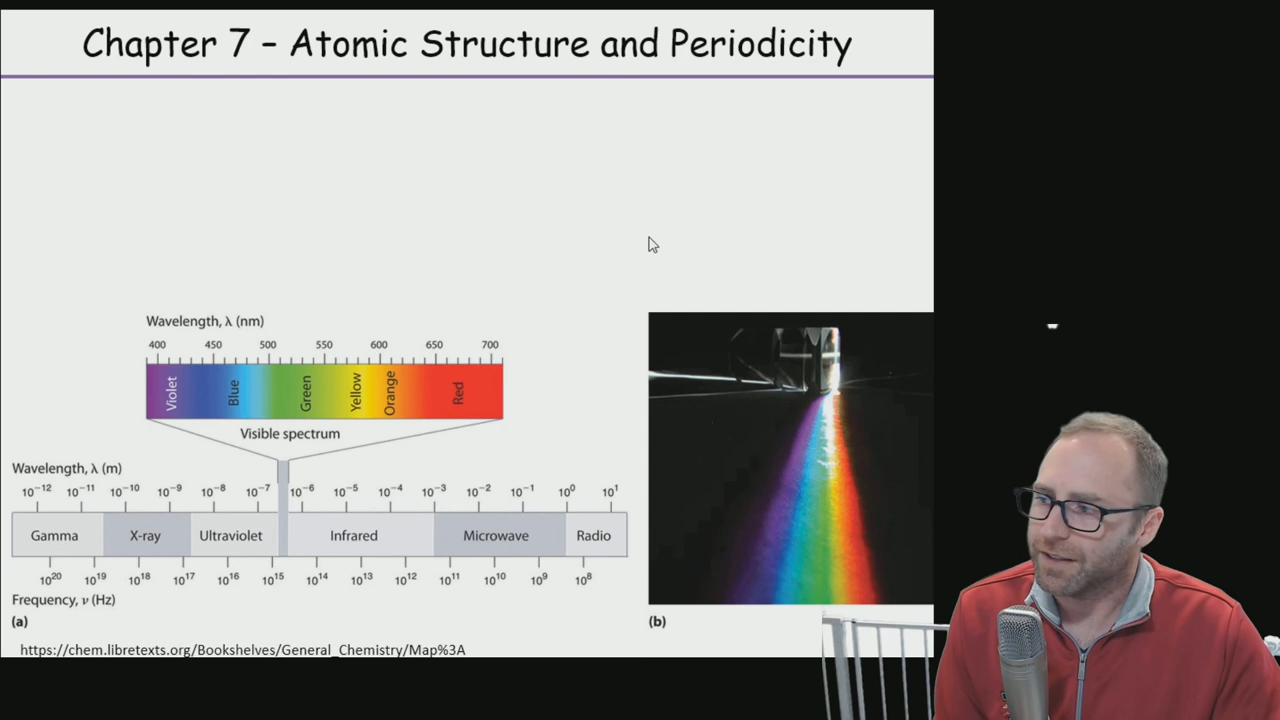 Chapter 7 – Atomic Structure and Periodicity
Wavelength, λ (nm)
400 450 500 550 600 650 700
Violet Blue Green Yellow Orange Red
Visible spectrum
Wavelength, λ (m)
10⁻¹² 10⁻¹¹ 10⁻¹⁰ 10⁻⁹ 10⁻⁸ 10⁻⁷ 10⁻⁶ 10⁻⁵ 10⁻⁴ 10⁻³ 10⁻² 10⁻¹ 10⁰ 10¹
Gamma X-ray Ultraviolet Infrared Microwave Radio
10²⁰ 10¹⁹ 10¹⁸ 10¹⁷ 10¹⁶ 10¹⁵ 10¹⁴ 10¹³ 10¹² 10¹¹ 10¹⁰ 10⁹ 10⁸
Frequency, ν (Hz)
(a) (b)
https://chem.libretexts.org/Bookshelves/General_Chemistry/Map%3A